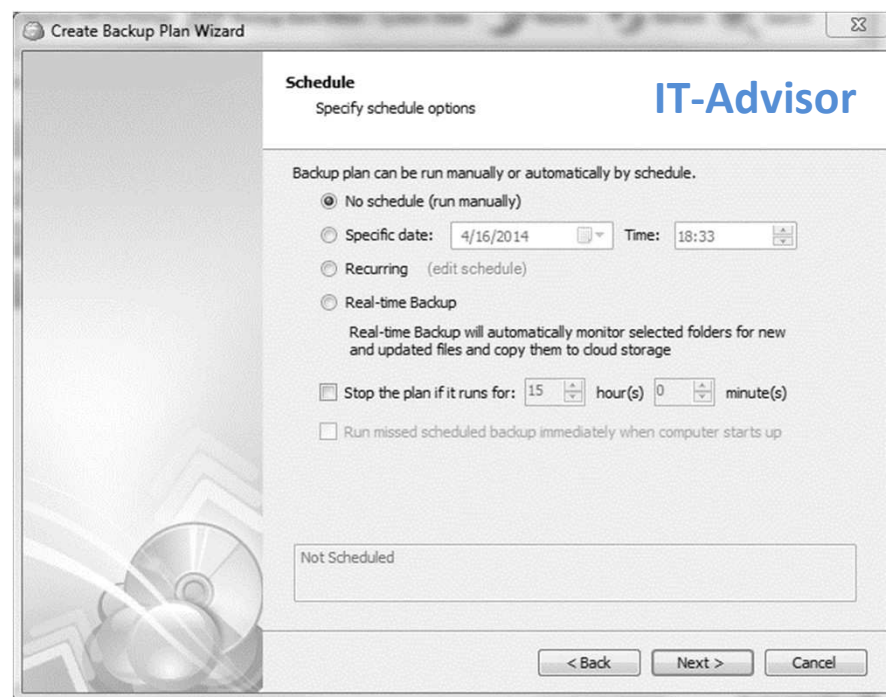 Create Backup Plan Wizard
Schedule
Specify schedule options
IT-Advisor
Backup plan can be run manually or automatically by schedule.
No schedule (run manually)
Specific date: 4/16/2014 Time: 18:33
Recurring (edit schedule)
Real-time Backup
Real-time Backup will automatically monitor selected folders for new
and updated files and copy them to cloud storage
Stop the plan if it runs for: 15 hour(s) 0 minute(s)
Run missed scheduled backup immediately when computer starts up
Not Scheduled
< Back Next > Cancel